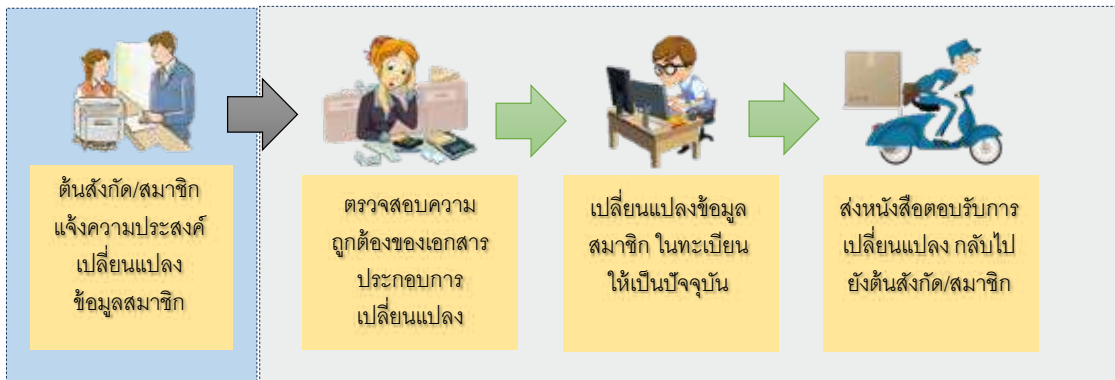 ต้นสังกัด/สมาชิก
แจ้งความประสงค์
เปลี่ยนแปลง
ข้อมูลสมาชิก
ตรวจสอบความ
ถูกต้องของเอกสาร
ประกอบการ
เปลี่ยนแปลง
เปลี่ยนแปลงข้อมูล
สมาชิก ในทะเบียน
ให้เป็นปัจจุบัน
ส่งหนังสือตอบรับการ
เปลี่ยนแปลง กลับไป
ยังต้นสังกัด/สมาชิก